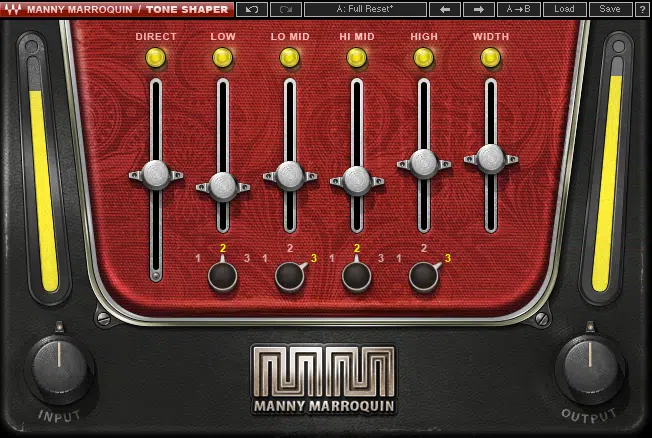 MANNY MARROQUIN / TONE SHAPER A: Full Reset* A→B Load Save ?
DIRECT LOW LO MID HI MID HIGH WIDTH
2 2 2 2
1 3 1 3 1 3 1 3
MANNY MARROQUIN
INPUT OUTPUT